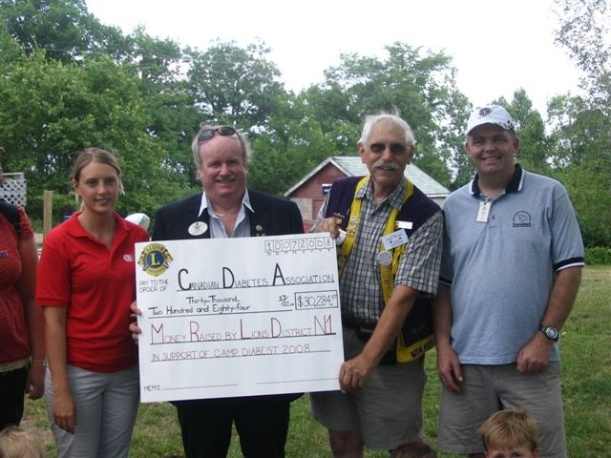 10072008
PAY TO THE
ORDER OF CANADIAN DIABETES ASSOCIATION
Thirty-Thousand,
Two Hundred and Eighty-four $30,284
MONEY RAISED BY LIONS DISTRICT N1
IN SUPPORT OF CAMP DIABEST 2008
MEMO
L